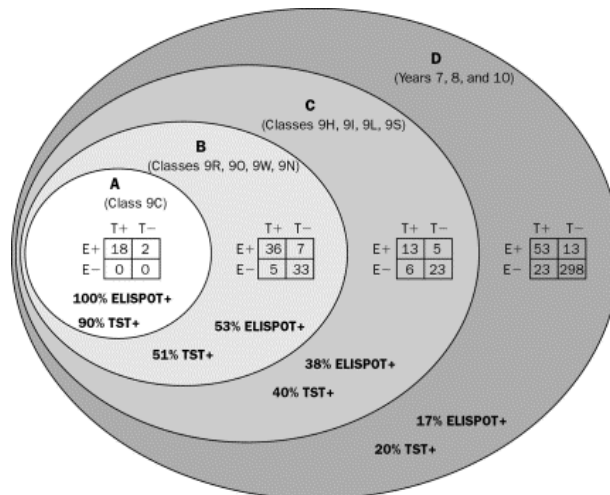 D
(Years 7, 8, and 10)
C
(Classes 9H, 9I, 9L, 9S)
B
(Classes 9R, 9O, 9W, 9N)
A
(Class 9C)
T+ T−
E+ 18 2
E− 0 0
T+ T−
E+ 36 7
E− 5 33
T+ T−
E+ 13 5
E− 6 23
T+ T−
E+ 53 13
E− 23 298
100% ELISPOT+
90% TST+
53% ELISPOT+
51% TST+
38% ELISPOT+
40% TST+
17% ELISPOT+
20% TST+